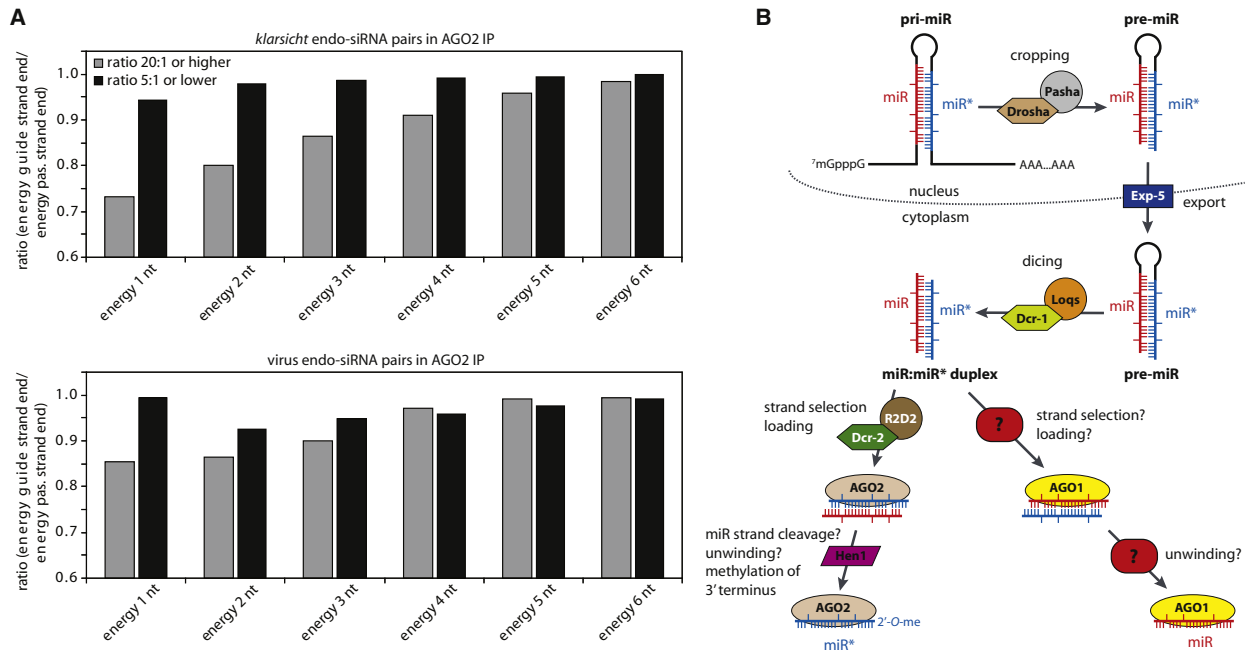 A
klarsicht endo-siRNA pairs in AGO2 IP
ratio 20:1 or higher
ratio 5:1 or lower
ratio (energy guide strand end/
energy pas. strand end)
1.0
0.9
0.8
0.7
0.6
energy 1 nt
energy 2 nt
energy 3 nt
energy 4 nt
energy 5 nt
energy 6 nt
virus endo-siRNA pairs in AGO2 IP
ratio (energy guide strand end/
energy pas. strand end)
1.0
0.9
0.8
0.7
0.6
energy 1 nt
energy 2 nt
energy 3 nt
energy 4 nt
energy 5 nt
energy 6 nt
B
pri-miR
pre-miR
cropping
miR
miR*
Pasha
Drosha
miR
miR*
7mGpppG
AAA...AAA
nucleus
cytoplasm
Exp-5
export
dicing
miR
miR*
Loqs
Dcr-1
miR
miR*
miR:miR* duplex
pre-miR
strand selection
loading
R2D2
Dcr-2
?
strand selection?
loading?
AGO2
AGO1
miR strand cleavage?
unwinding?
methylation of
3' terminus
Hen1
?
unwinding?
AGO2
2'-O-me
miR*
AGO1
miR